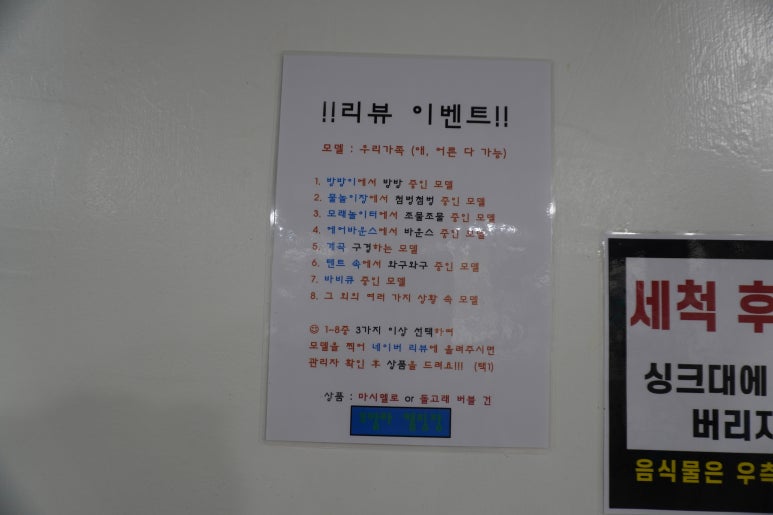 !!리뷰 이벤트!!
모델 : 우리가족 (애, 어른 다 가능)
1. 방방이에서 방방 중인 모델
2. 물놀이장에서 첨벙첨벙 중인 모델
3. 모래놀이터에서 조물조물 중인 모델
4. 에어바운스에서 바운스 중인 모델
5. 계곡 구경하는 모델
6. 텐트 속에서 와구와구 중인 모델
7. 바비큐 중인 모델
8. 그 외의 여러 가지 상황 속 모델
☺ 1~8중 3가지 이상 선택하여
모델을 찍어 네이버 리뷰에 올려주시면
관리자 확인 후 상품을 드려요!!! (택1)
상품 : 마시멜로 or 돌고래 버블 건
세척 후
싱크대에
버리지
음식물은 우측